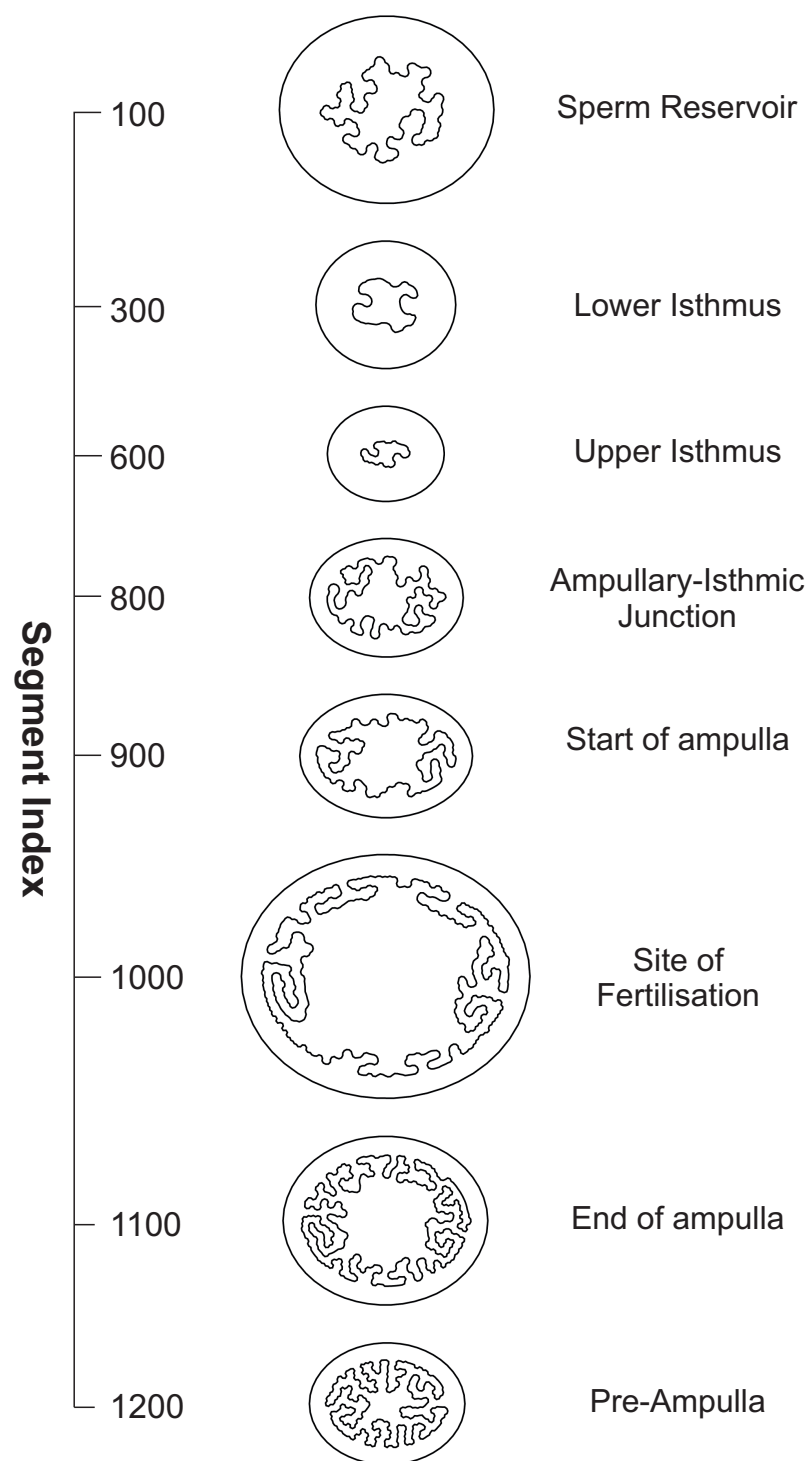 Segment Index
100
Sperm Reservoir
300
Lower Isthmus
600
Upper Isthmus
800
Ampullary-Isthmic
Junction
900
Start of ampulla
1000
Site of
Fertilisation
1100
End of ampulla
1200
Pre-Ampulla